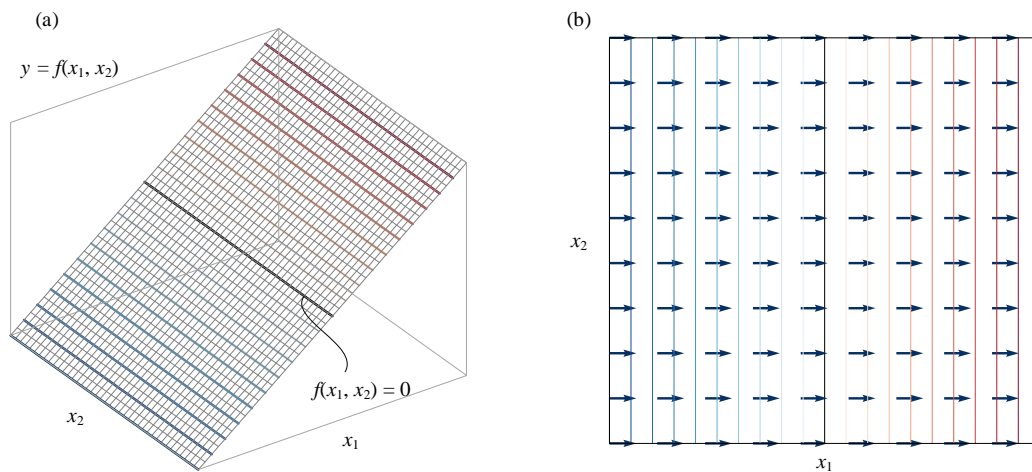 (a)
y = f(x₁, x₂)
f(x₁, x₂) = 0
x₂
x₁
(b)
x₂
x₁